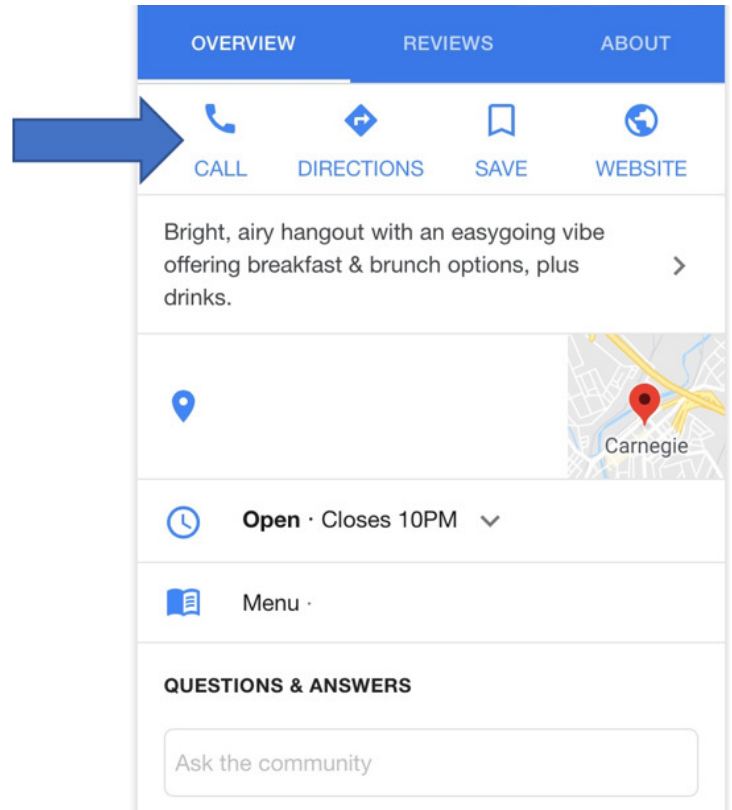 OVERVIEW REVIEWS ABOUT
CALL DIRECTIONS SAVE WEBSITE
Bright, airy hangout with an easygoing vibe
offering breakfast & brunch options, plus
drinks.
Carnegie
Open · Closes 10PM
Menu ·
QUESTIONS & ANSWERS
Ask the community